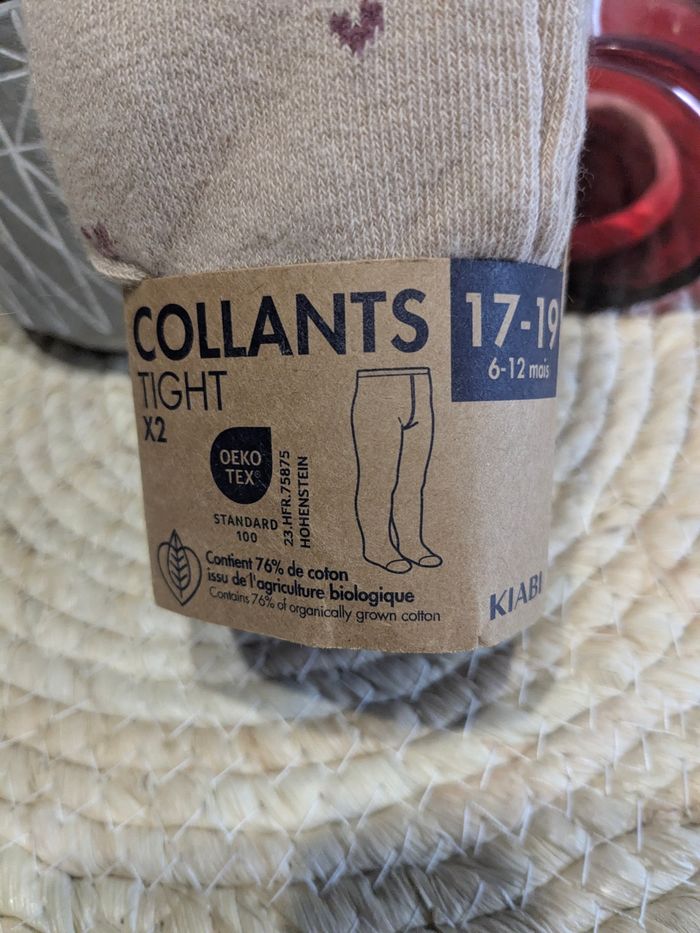 COLLANTS
TIGHT
X2
17-19
6-12 mois
OEKO
TEX®
STANDARD
100
23.HFR.75875
HOHENSTEIN
Contient 76% de coton
issu de l'agriculture biologique
Contains 76% of organically grown cotton
KIABI